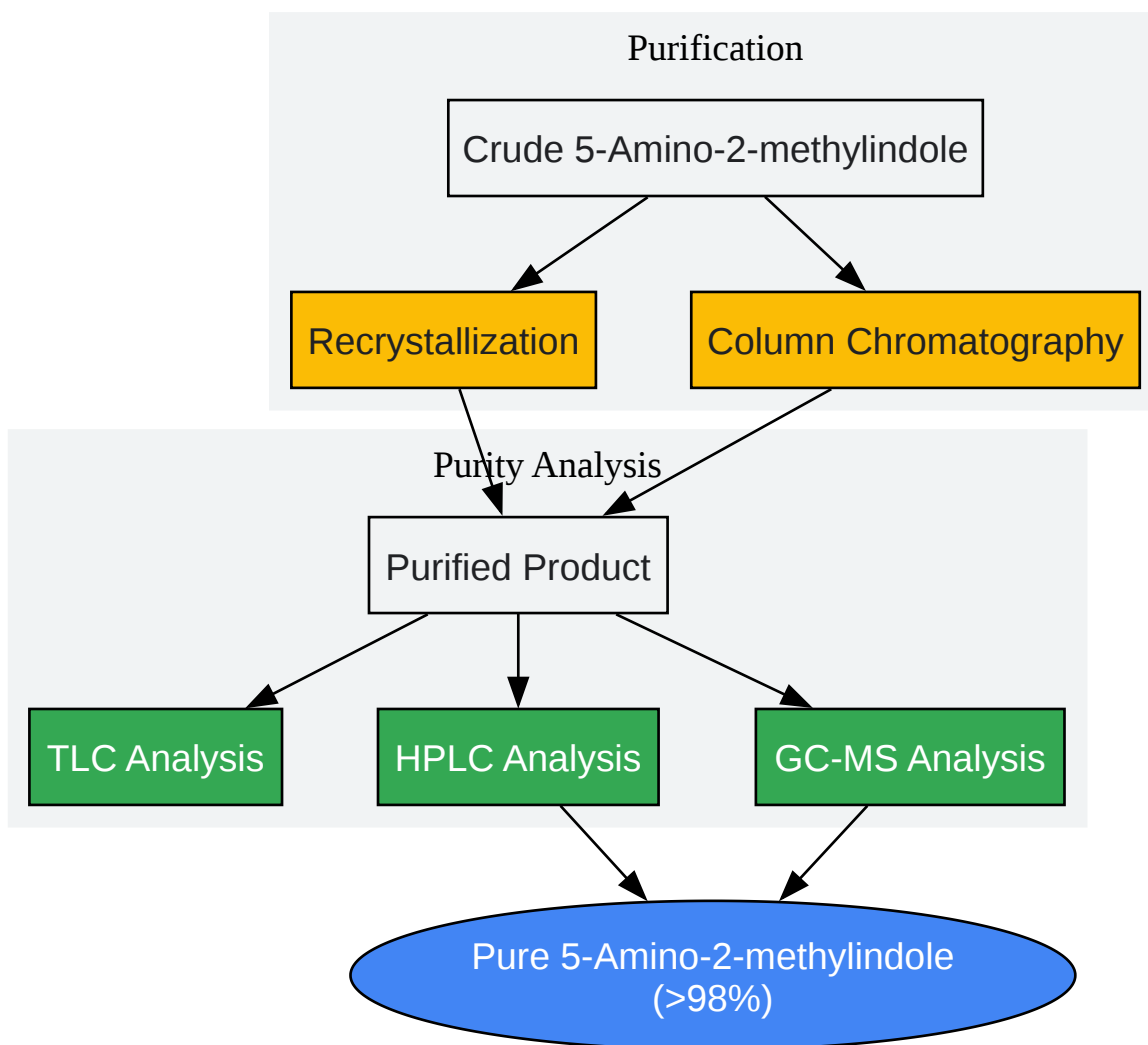 Purification
Crude 5-Amino-2-methylindole
Recrystallization
Column Chromatography
Purity Analysis
Purified Product
TLC Analysis
HPLC Analysis
GC-MS Analysis
Pure 5-Amino-2-methylindole
(>98%)